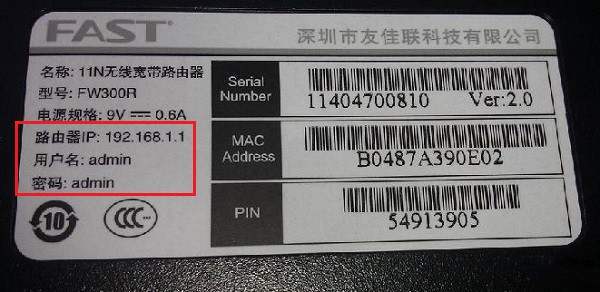 FAST®
深圳市友佳联科技有限公司
名称: 11N无线宽带路由器
型号: FW300R
电源规格: 9V ⎓ 0.6A
路由器IP: 192.168.1.1
用户名: admin
密码: admin
10
CCC
Serial Number
11404700810 Ver:2.0
MAC Address
B0487A390E02
PIN
54913905